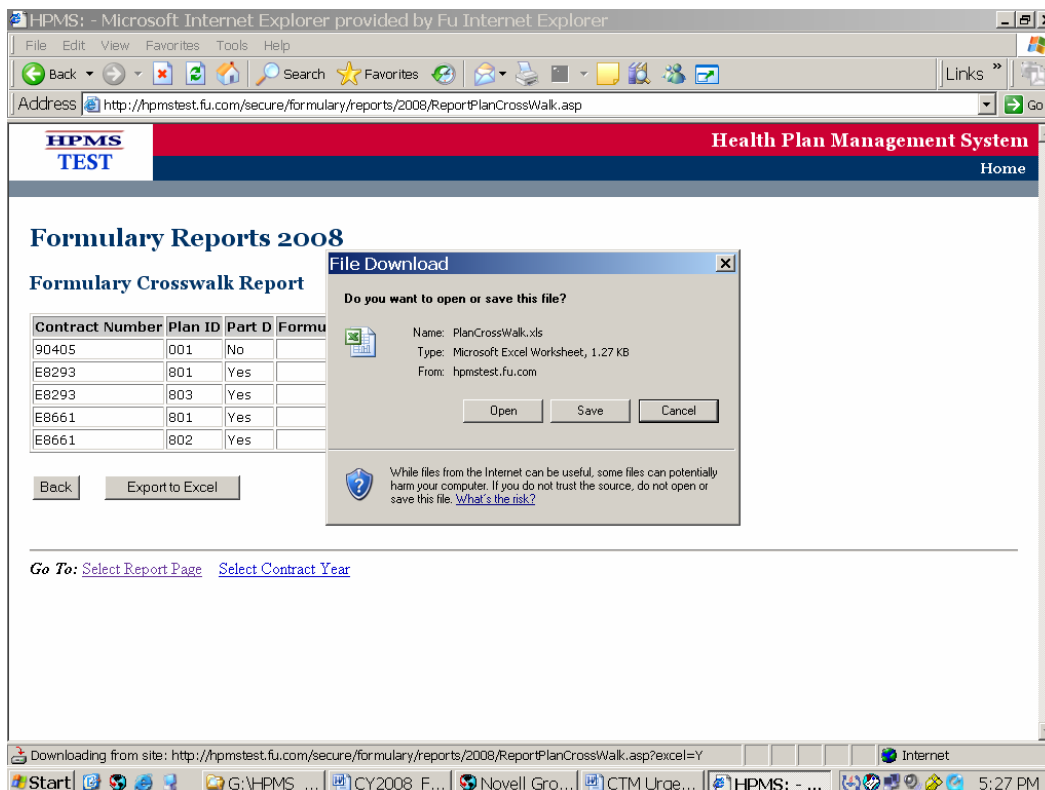 HPMS: - Microsoft Internet Explorer provided by Fu Internet Explorer
File Edit View Favorites Tools Help
Back Search Favorites Links »
Address http://hpmstest.fu.com/secure/formulary/reports/2008/ReportPlanCrossWalk.asp Go
HPMS
TEST
Health Plan Management System
Home
Formulary Reports 2008
Formulary Crosswalk Report
Contract Number Plan ID Part D Formu
90405 001 No
E8293 801 Yes
E8293 803 Yes
E8661 801 Yes
E8661 802 Yes
Back Export to Excel
File Download
Do you want to open or save this file?
Name: PlanCrossWalk.xls
Type: Microsoft Excel Worksheet, 1.27 KB
From: hpmstest.fu.com
Open Save Cancel
While files from the Internet can be useful, some files can potentially
harm your computer. If you do not trust the source, do not open or
save this file. What's the risk?
Go To: Select Report Page Select Contract Year
Downloading from site: http://hpmstest.fu.com/secure/formulary/reports/2008/ReportPlanCrossWalk.asp?excel=Y Internet
Start G:\HPMS ... CY2008_F... Novell Gro... CTM Urge... HPMS: - ... 5:27 PM